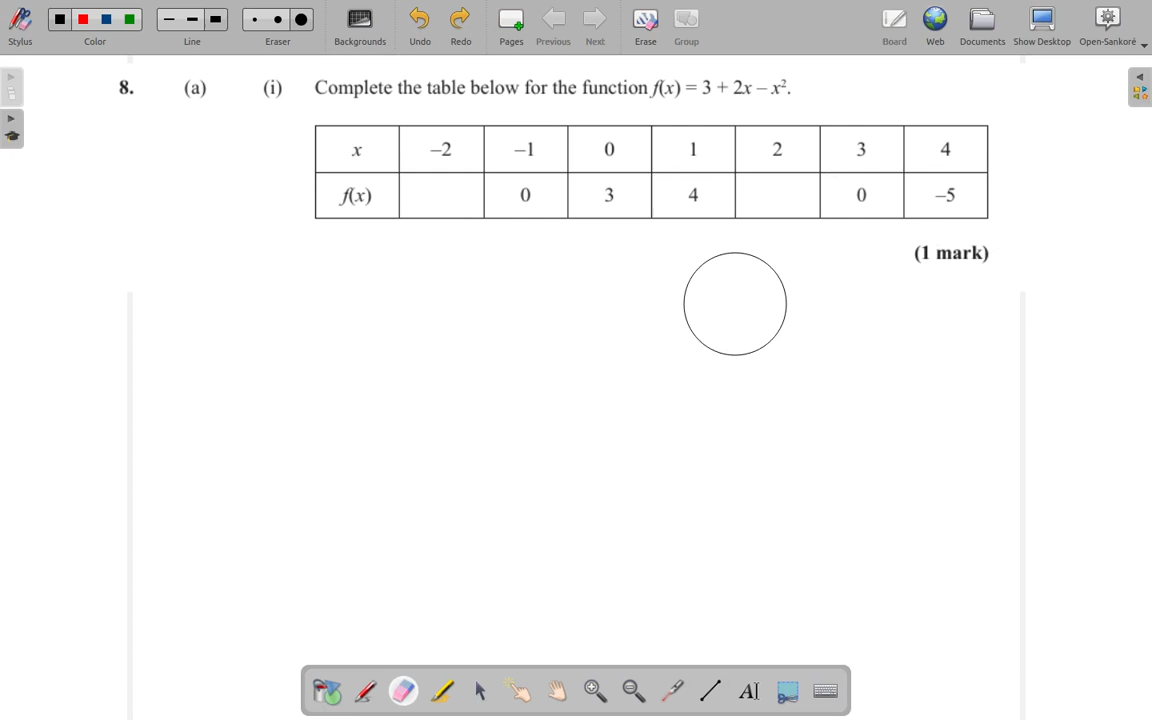 Stylus Color Line Eraser Backgrounds Undo Redo Pages Previous Next Erase Group Board Web Documents Show Desktop Open-Sankoré
8. (a) (i) Complete the table below for the function f(x) = 3 + 2x – x².
x –2 –1 0 1 2 3 4
f(x) 0 3 4 0 –5
(1 mark)